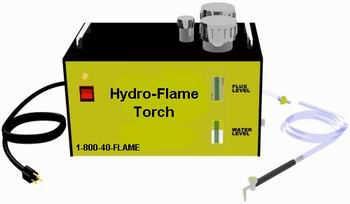 Hydro-Flame
Torch
FLUX
LEVEL
WATER
LEVEL
1-800-40-FLAME